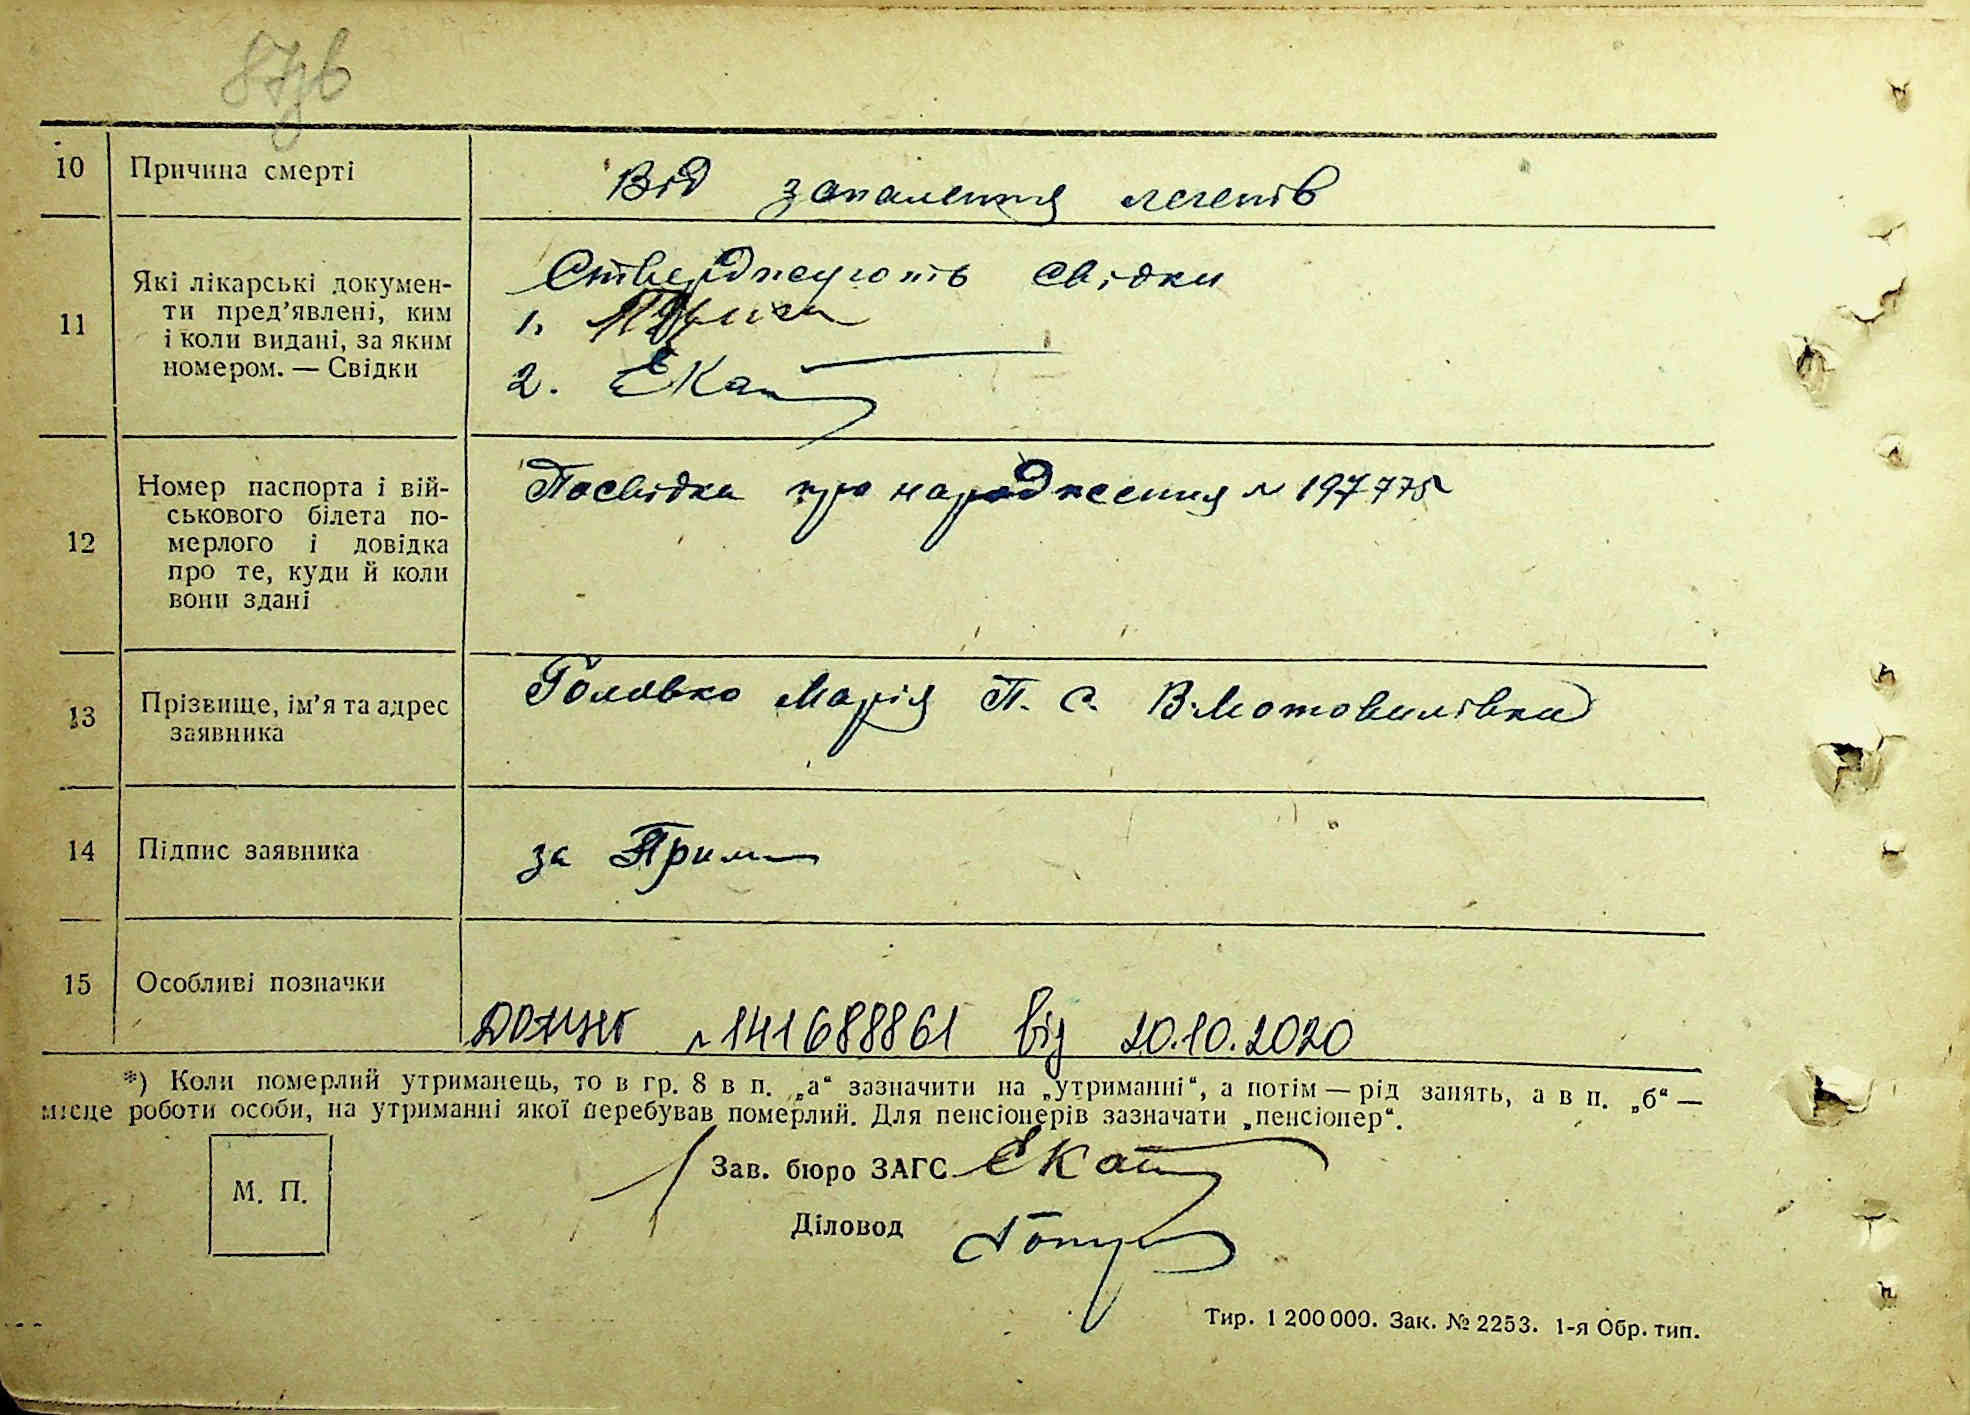 87зв
10 Причина смерті Від запалення легенів
11 Які лікарські докумен-
ти пред’явлені, ким
і коли видані, за яким
номером. — Свідки
Стверджують свідки
1.
2. ЕКат
12 Номер паспорта і вій-
ськового білета по-
мерлого і довідка
про те, куди й коли
вони здані
Посвідка про народження № 197775
13 Прізвище, ім’я та адрес
заявника
Головко Марія П. с. В-Мотовилівки
14 Підпис заявника за
15 Особливі позначки
№ 141688861 від 20.10.2020
*) Коли померлий утриманець, то в гр. 8 в п. „а“ зазначити на „утриманні“, а потім — рід занять, а в п. „б“ —
місце роботи особи, на утриманні якої перебував померлий. Для пенсіонерів зазначати „пенсіонер“.
М. П.
Зав. бюро ЗАГС ЕКат
Діловод
Тир. 1 200 000. Зак. № 2253. 1-я Обр. тип.